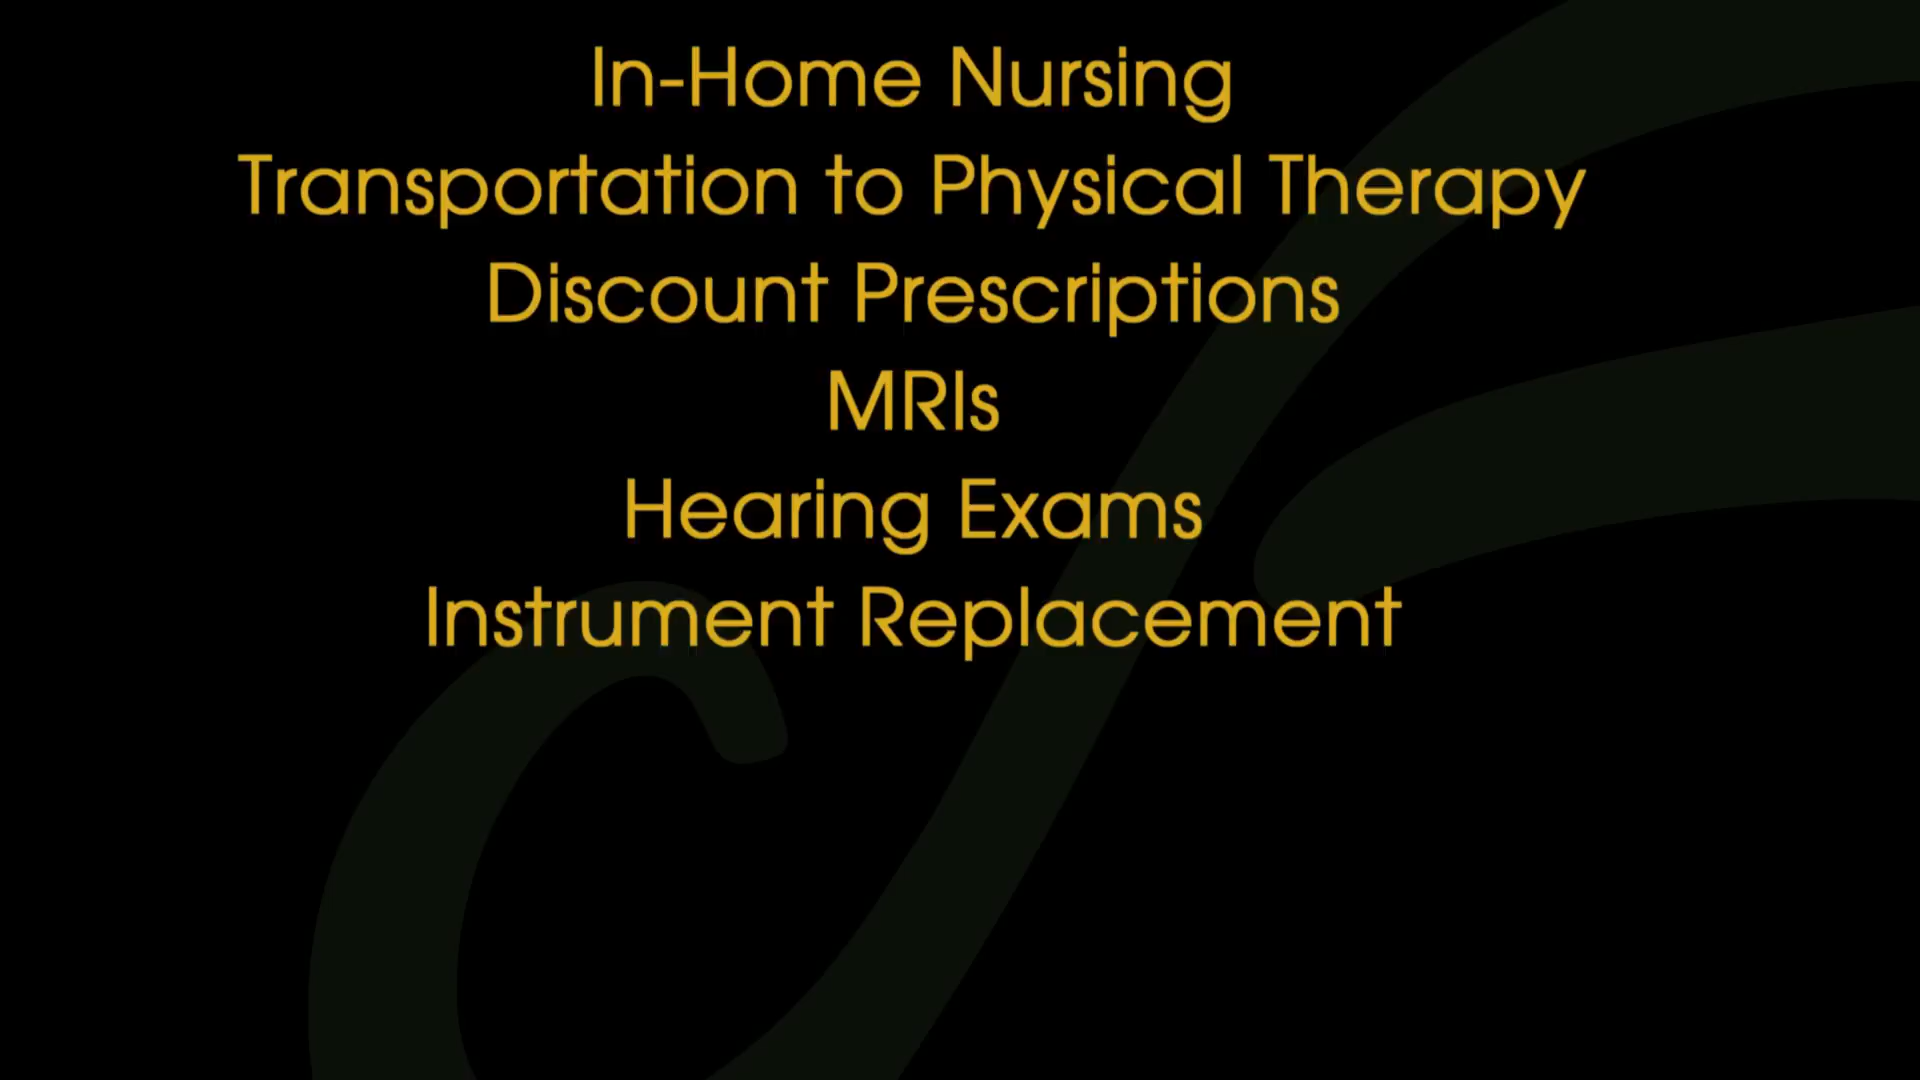 In-Home Nursing
Transportation to Physical Therapy
Discount Prescriptions
MRIs
Hearing Exams
Instrument Replacement